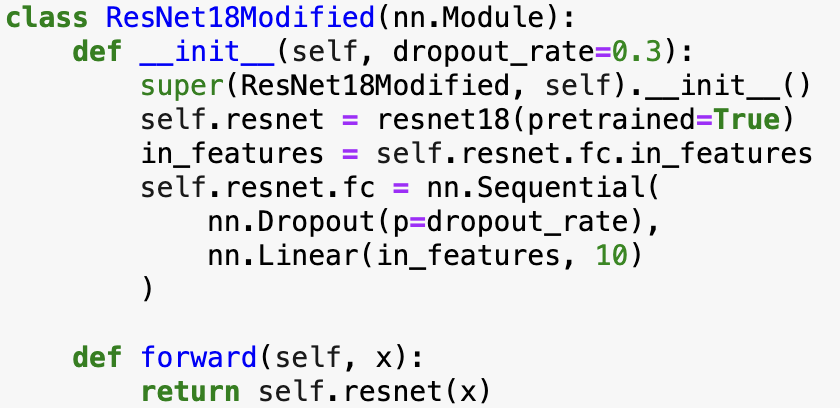 class ResNet18Modified(nn.Module):
    def __init__(self, dropout_rate=0.3):
        super(ResNet18Modified, self).__init__()
        self.resnet = resnet18(pretrained=True)
        in_features = self.resnet.fc.in_features
        self.resnet.fc = nn.Sequential(
            nn.Dropout(p=dropout_rate),
            nn.Linear(in_features, 10)
        )

    def forward(self, x):
        return self.resnet(x)